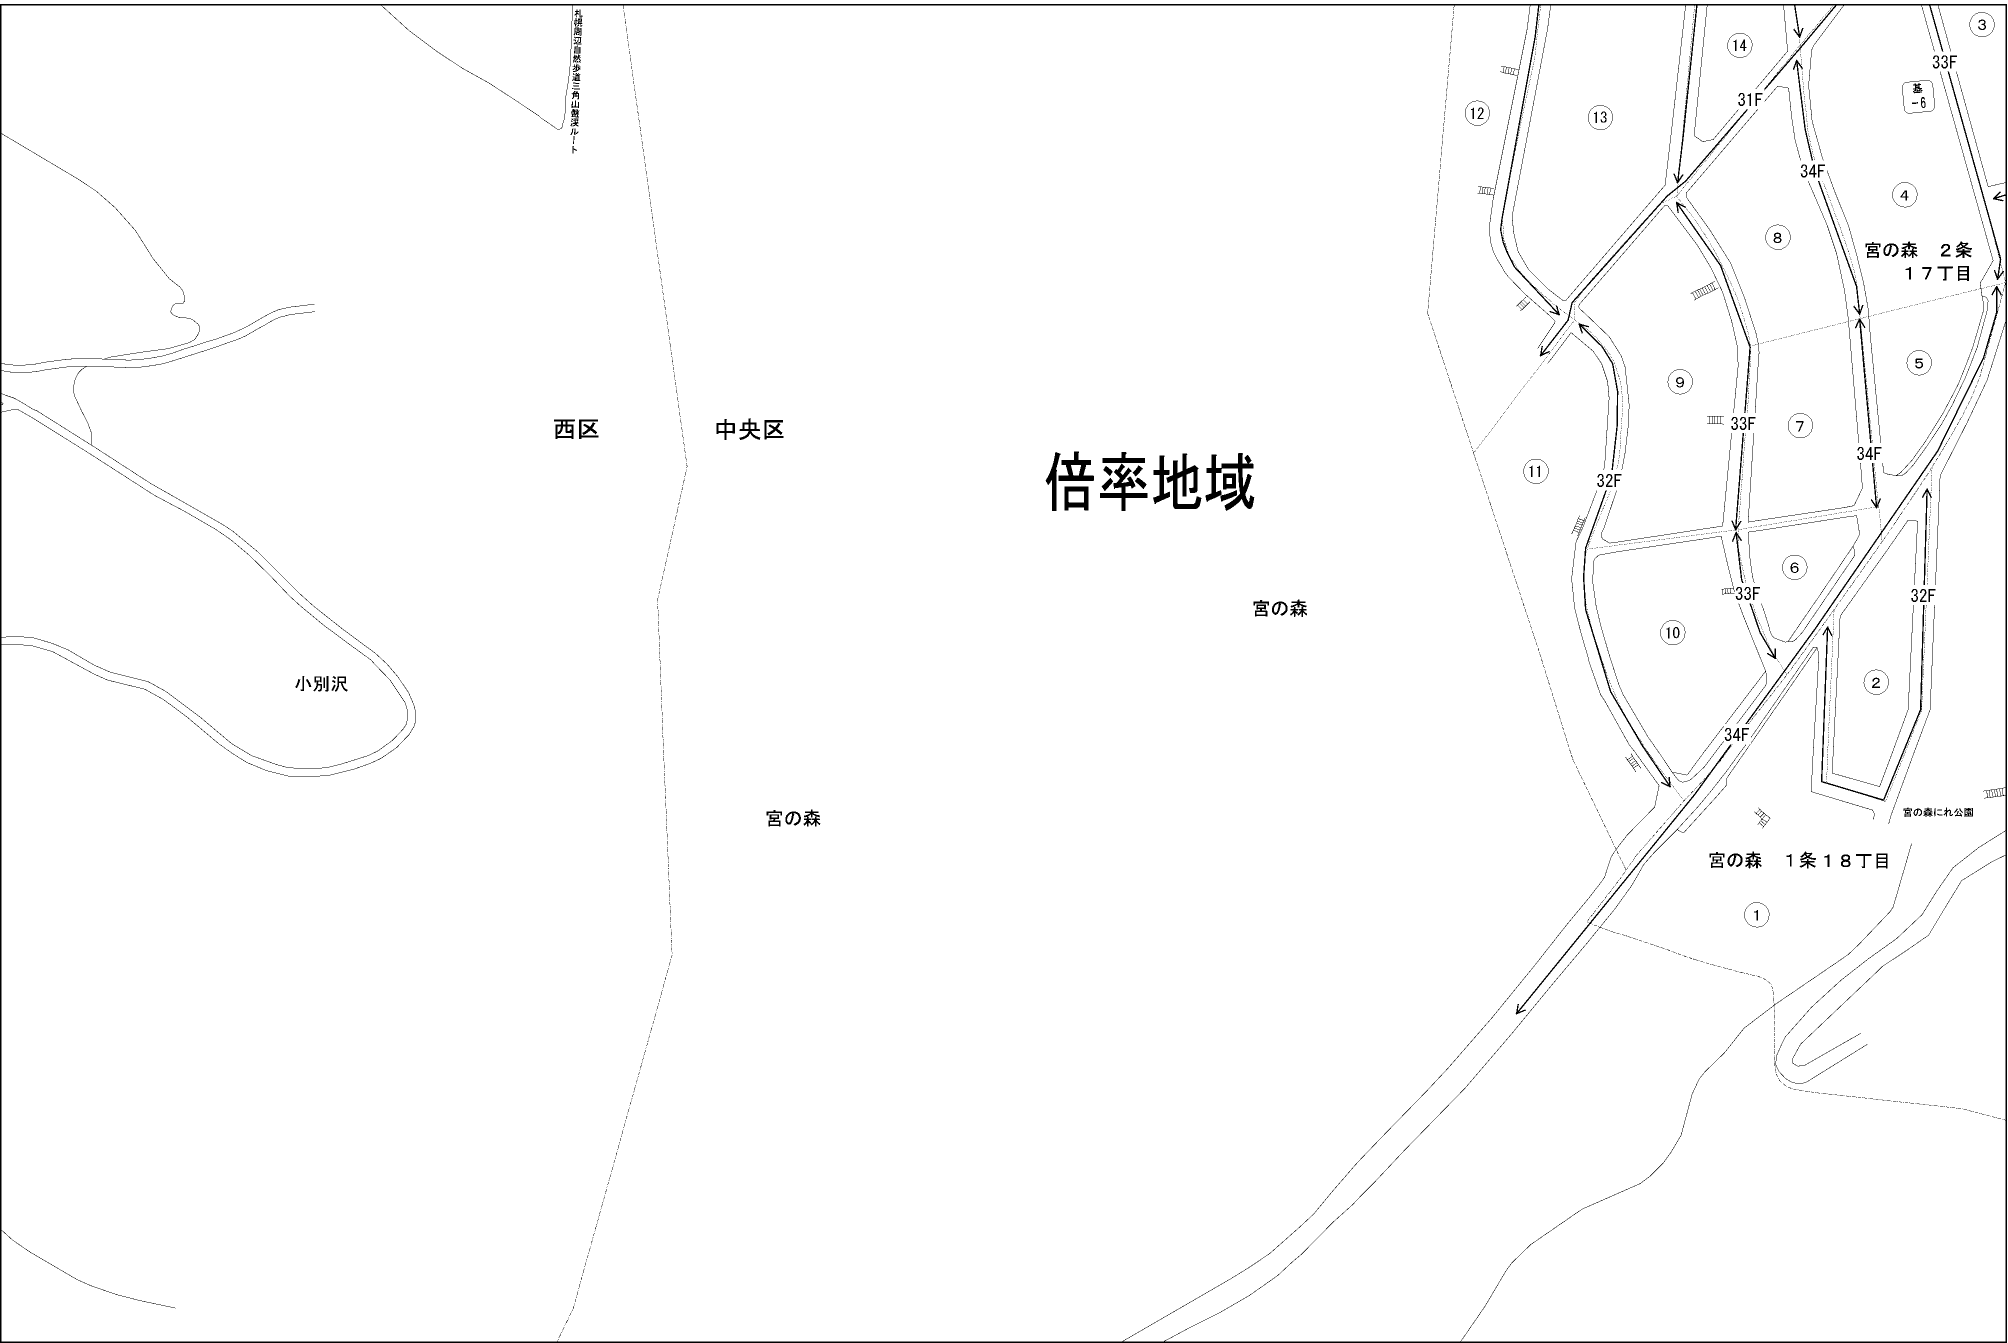 札幌周辺自然歩道三角山盤渓ルート
3
14
33F
31F
基
-6
12
13
34F
4
8
宮の森 2条
17丁目
5
9
7
33F
西区
中央区
倍率地域
34F
11
32F
6
33F
32F
宮の森
10
小別沢
2
34F
宮の森
宮の森にれ公園
宮の森 1条18丁目
1